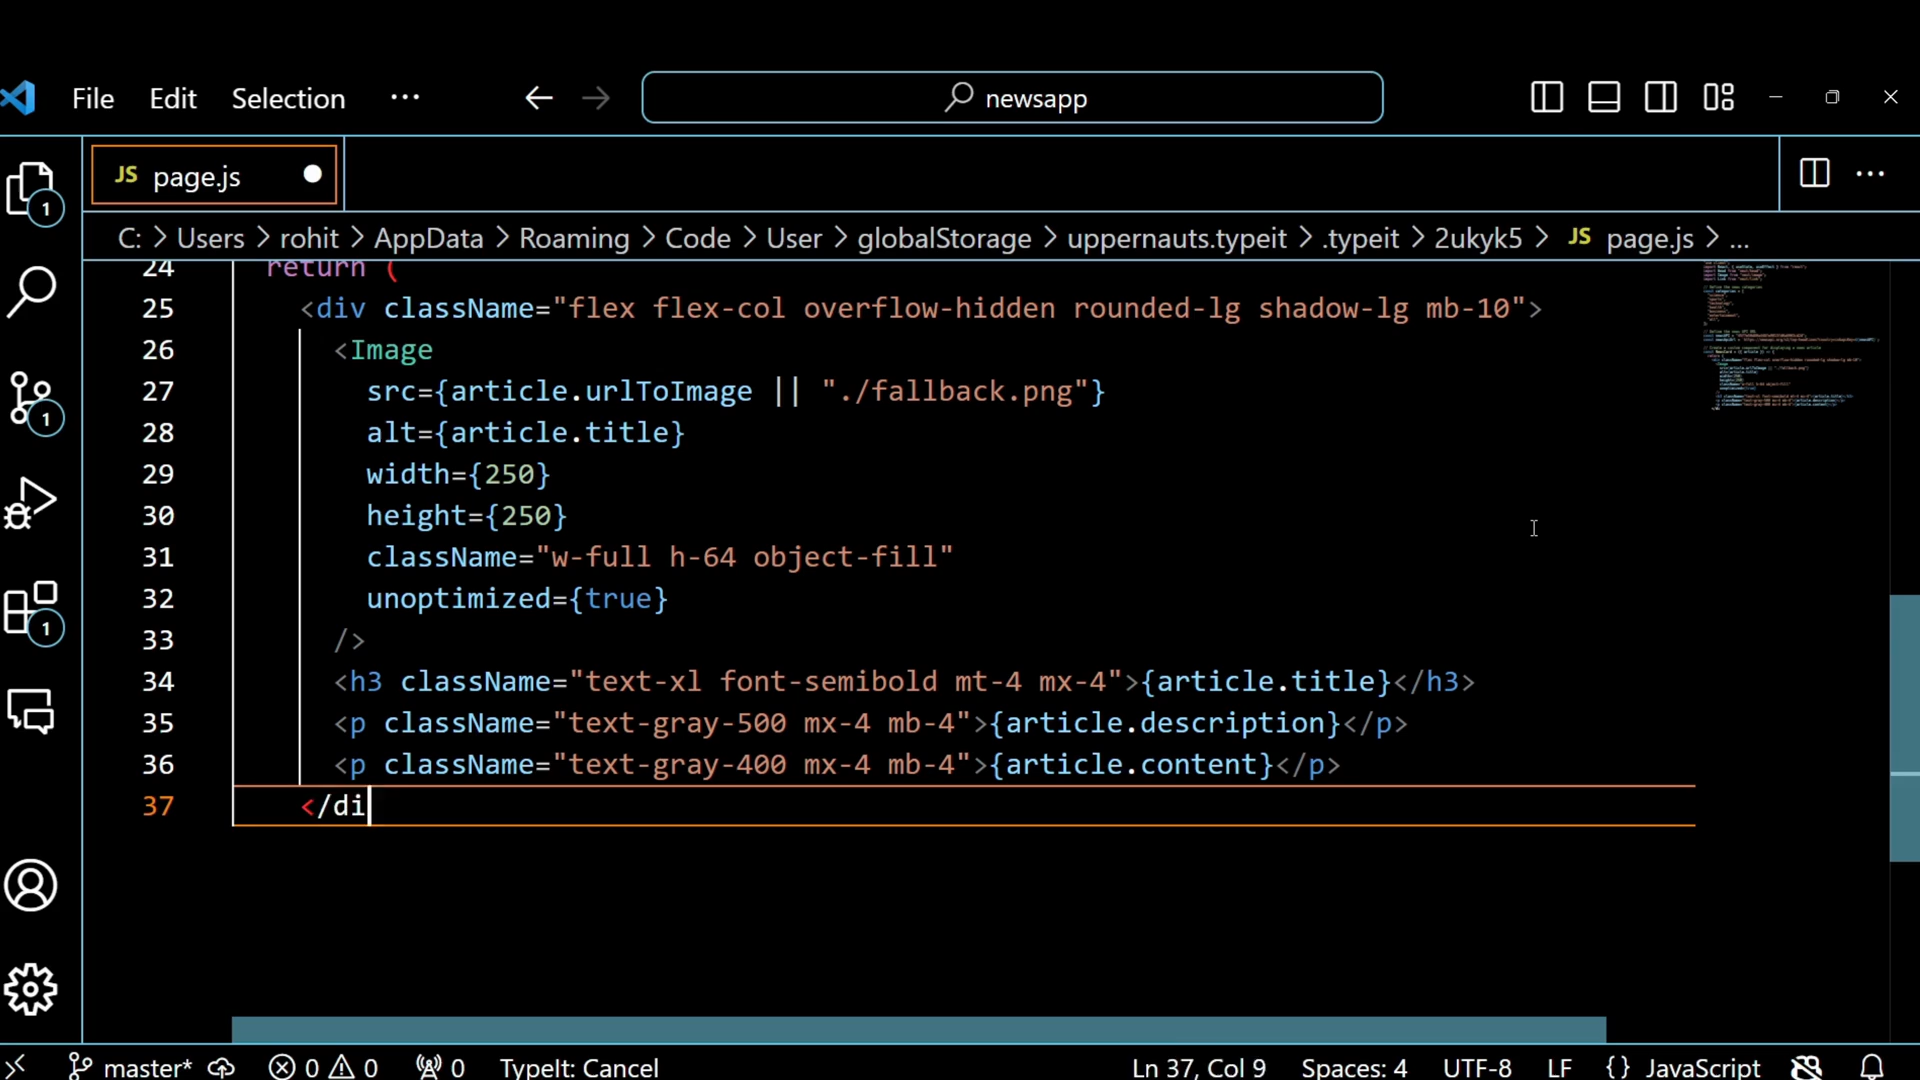 File Edit Selection ···
newsapp
JS page.js
C: > Users > rohit > AppData > Roaming > Code > User > globalStorage > uppernauts.typeit > .typeit > 2ukyk5 > JS page.js > ...
24 return (
25 <div className="flex flex-col overflow-hidden rounded-lg shadow-lg mb-10">
26 <Image
27 src={article.urlToImage || "./fallback.png"}
28 alt={article.title}
29 width={250}
30 height={250}
31 className="w-full h-64 object-fill"
32 unoptimized={true}
33 />
34 <h3 className="text-xl font-semibold mt-4 mx-4">{article.title}</h3>
35 <p className="text-gray-500 mx-4 mb-4">{article.description}</p>
36 <p className="text-gray-400 mx-4 mb-4">{article.content}</p>
37 </di
1
1
1
master* 0 0 0 TypeIt: Cancel Ln 37, Col 9 Spaces: 4 UTF-8 LF {} JavaScript